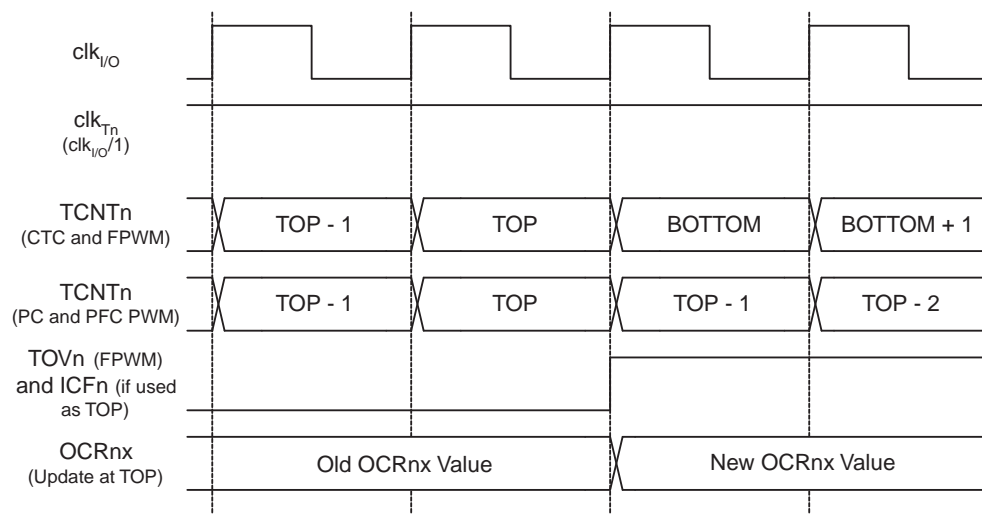 clkI/O
clkTn
(clkI/O/1)
TCNTn
(CTC and FPWM)
TOP - 1
TOP
BOTTOM
BOTTOM + 1
TCNTn
(PC and PFC PWM)
TOP - 1
TOP
TOP - 1
TOP - 2
TOVn (FPWM)
and ICFn (if used
as TOP)
OCRnx
(Update at TOP)
Old OCRnx Value
New OCRnx Value